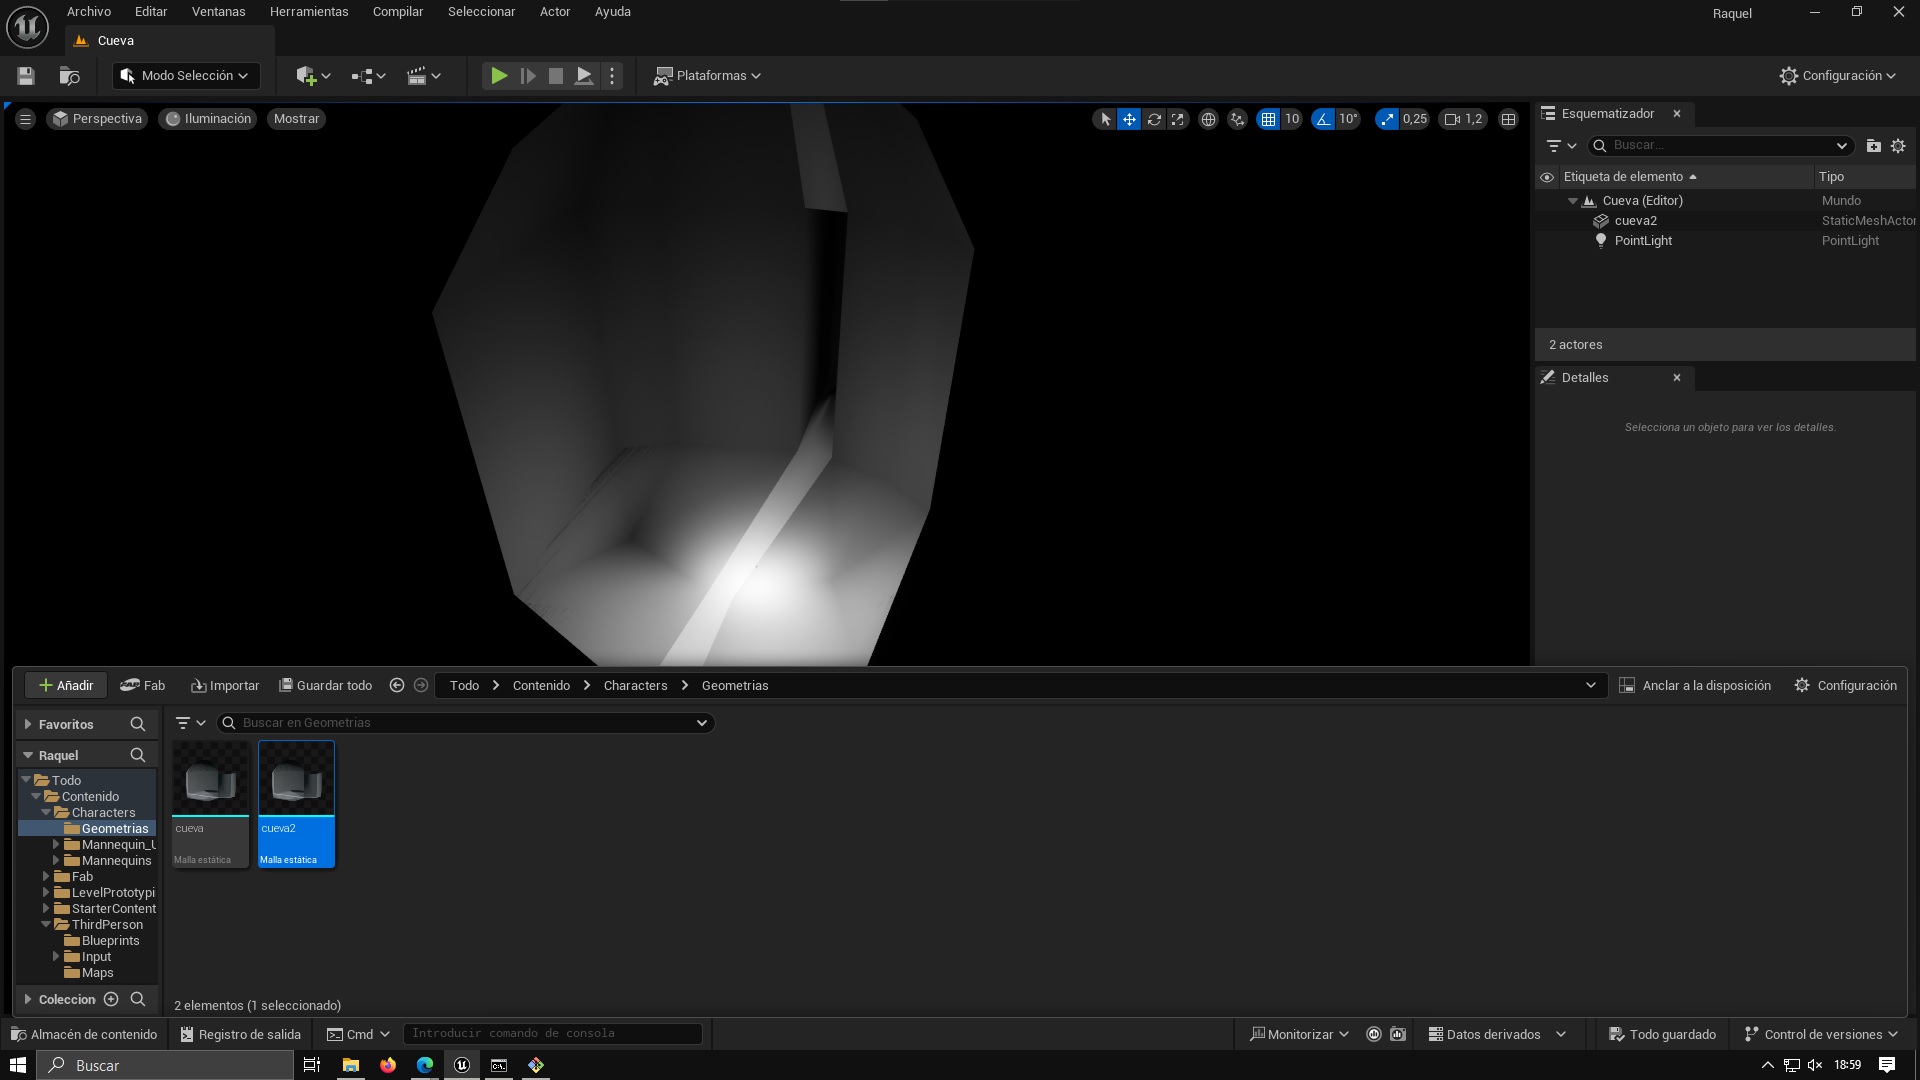 Archivo Editar Ventanas Herramientas Compilar Seleccionar Actor Ayuda
Raquel
Cueva
Modo Selección
Plataformas
Configuración
Perspectiva Iluminación Mostrar
10 10° 0,25 1,2
Esquematizador
Buscar...
Etiqueta de elemento Tipo
Cueva (Editor) Mundo
cueva2 StaticMeshActor
PointLight PointLight
2 actores
Detalles
Selecciona un objeto para ver los detalles.
Añadir Fab Importar Guardar todo Todo Contenido Characters Geometrias Anclar a la disposición Configuración
Favoritos
Buscar en Geometrias
Raquel
Todo
Contenido
Characters
Geometrias
Mannequin_U
Mannequins
Fab
LevelPrototypi
StarterContent
ThirdPerson
Blueprints
Input
Maps
Coleccion
cueva
Malla estática
cueva2
Malla estática
2 elementos (1 seleccionado)
Almacén de contenido Registro de salida Cmd Introducir comando de consola Monitorizar Datos derivados Todo guardado Control de versiones
Buscar
18:59